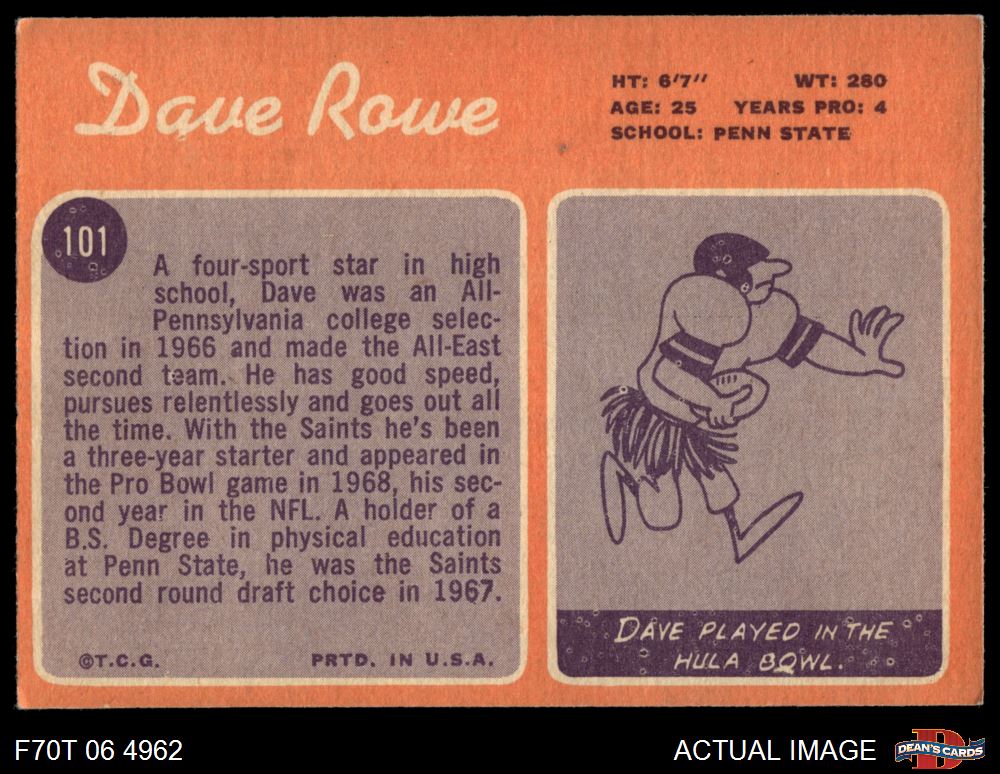 Dave Rowe
HT: 6'7" WT: 280
AGE: 25 YEARS PRO: 4
SCHOOL: PENN STATE
101
A four-sport star in high
school, Dave was an All-
Pennsylvania college selec-
tion in 1966 and made the All-East
second team. He has good speed,
pursues relentlessly and goes out all
the time. With the Saints he's been
a three-year starter and appeared in
the Pro Bowl game in 1968, his sec-
ond year in the NFL. A holder of a
B.S. Degree in physical education
at Penn State, he was the Saints
second round draft choice in 1967.
©T.C.G. PRTD. IN U.S.A.
DAVE PLAYED IN THE
HULA BOWL.
F70T 06 4962 ACTUAL IMAGE
D
DEAN'S CARDS